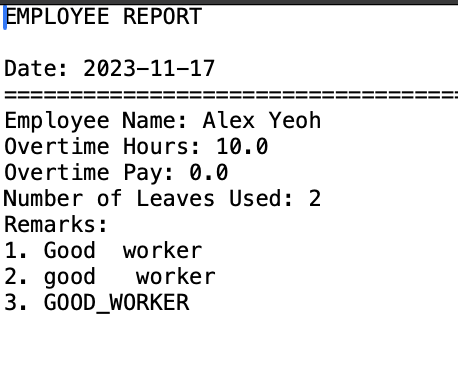 EMPLOYEE REPORT
Date: 2023-11-17
===================================
Employee Name: Alex Yeoh
Overtime Hours: 10.0
Overtime Pay: 0.0
Number of Leaves Used: 2
Remarks:
1. Good  worker
2. good   worker
3. GOOD_WORKER